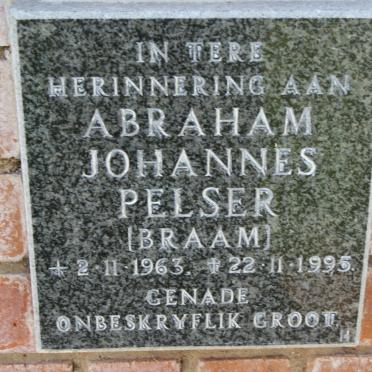 IN TERE
HERINNERING AAN
ABRAHAM
JOHANNES
PELSER
(BRAAM)
* 2·11·1963. ✝ 22·11·1995.
GENADE
ONBESKRYFLIK GROOT.